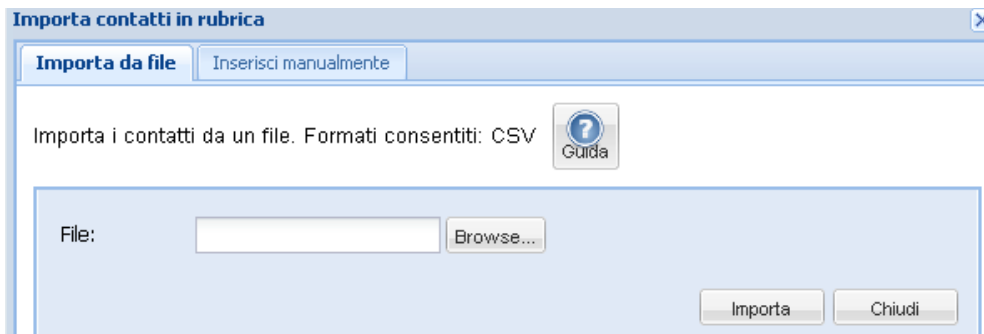 Importa contatti in rubrica
Importa da file Inserisci manualmente
Importa i contatti da un file. Formati consentiti: CSV
Guida
File: Browse...
Importa Chiudi